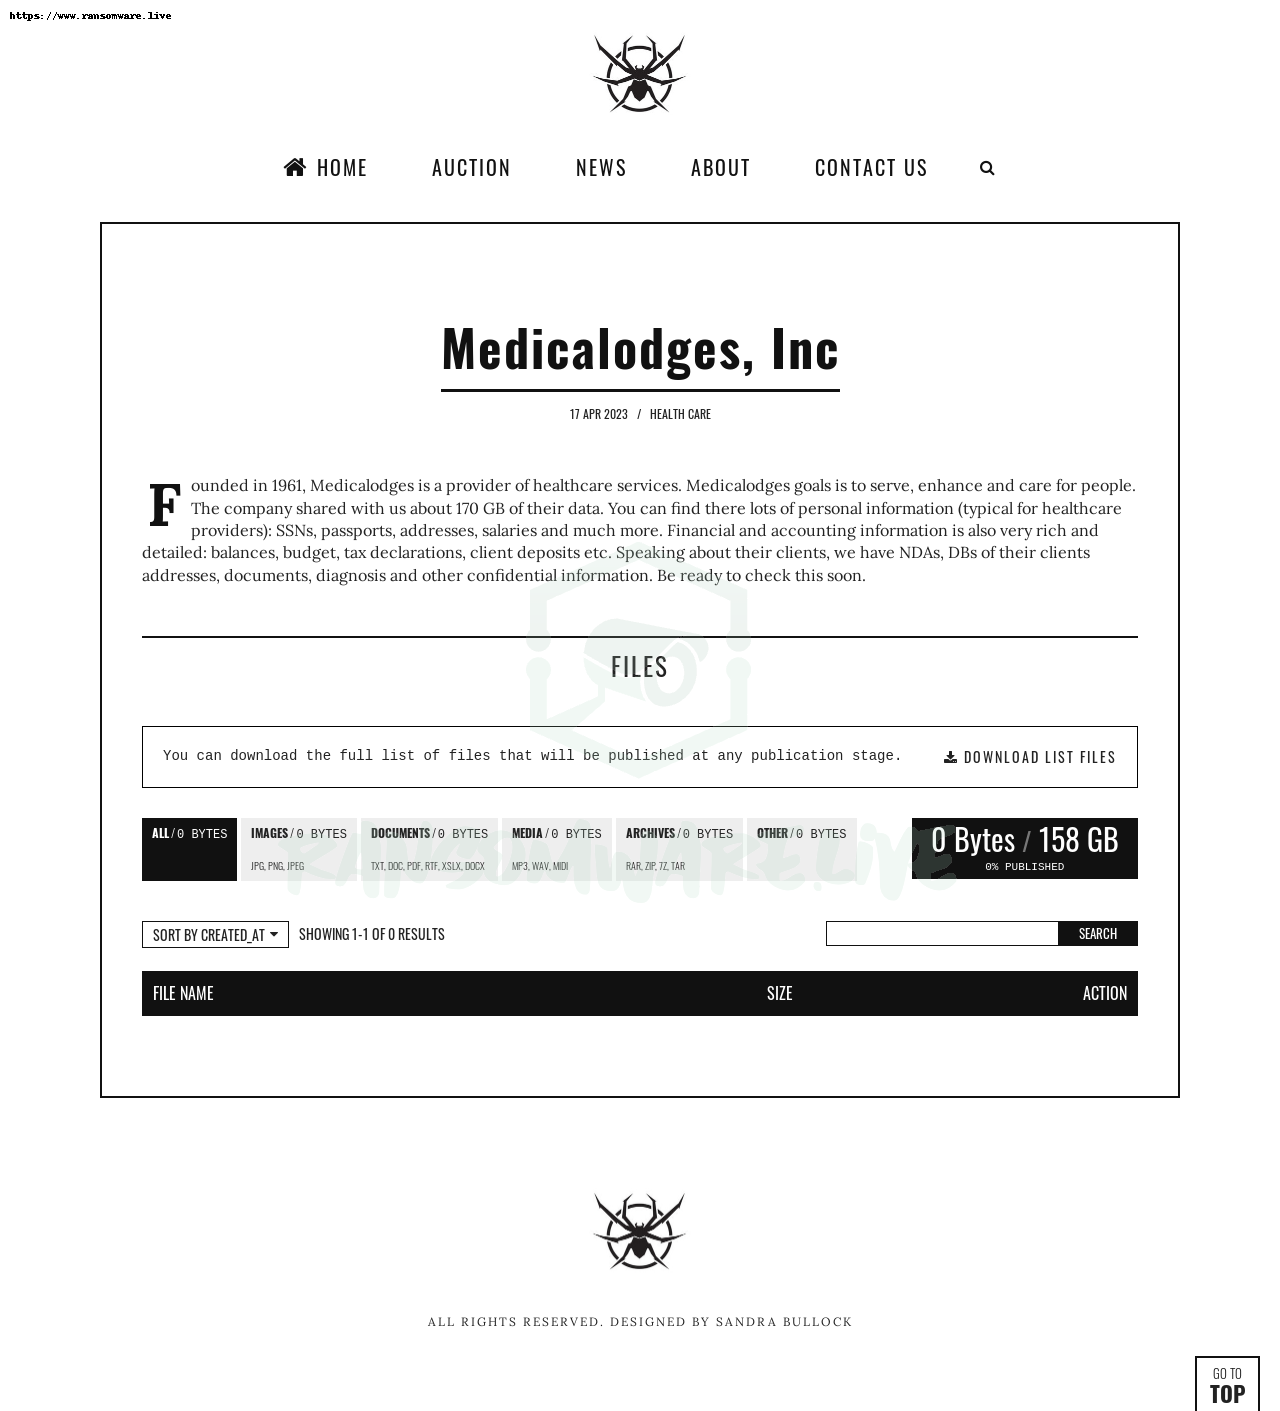 https://www.ransomware.live
HOME AUCTION NEWS ABOUT CONTACT US
Medicalodges, Inc
17 APR 2023 / HEALTH CARE
Founded in 1961, Medicalodges is a provider of healthcare services. Medicalodges goals is to serve, enhance and care for people.
The company shared with us about 170 GB of their data. You can find there lots of personal information (typical for healthcare
providers): SSNs, passports, addresses, salaries and much more. Financial and accounting information is also very rich and
detailed: balances, budget, tax declarations, client deposits etc. Speaking about their clients, we have NDAs, DBs of their clients
addresses, documents, diagnosis and other confidential information. Be ready to check this soon.
FILES
You can download the full list of files that will be published at any publication stage. DOWNLOAD LIST FILES
ALL / 0 BYTES IMAGES / 0 BYTES DOCUMENTS / 0 BYTES MEDIA / 0 BYTES ARCHIVES / 0 BYTES OTHER / 0 BYTES 0 Bytes / 158 GB
JPG, PNG, JPEG TXT, DOC, PDF, RTF, XSLX, DOCX MP3, WAV, MIDI RAR, ZIP, 7Z, TAR 0% PUBLISHED
RANSOMWARE.LIVE
SORT BY CREATED_AT SHOWING 1-1 OF 0 RESULTS SEARCH
FILE NAME SIZE ACTION
ALL RIGHTS RESERVED. DESIGNED BY SANDRA BULLOCK
GO TO
TOP